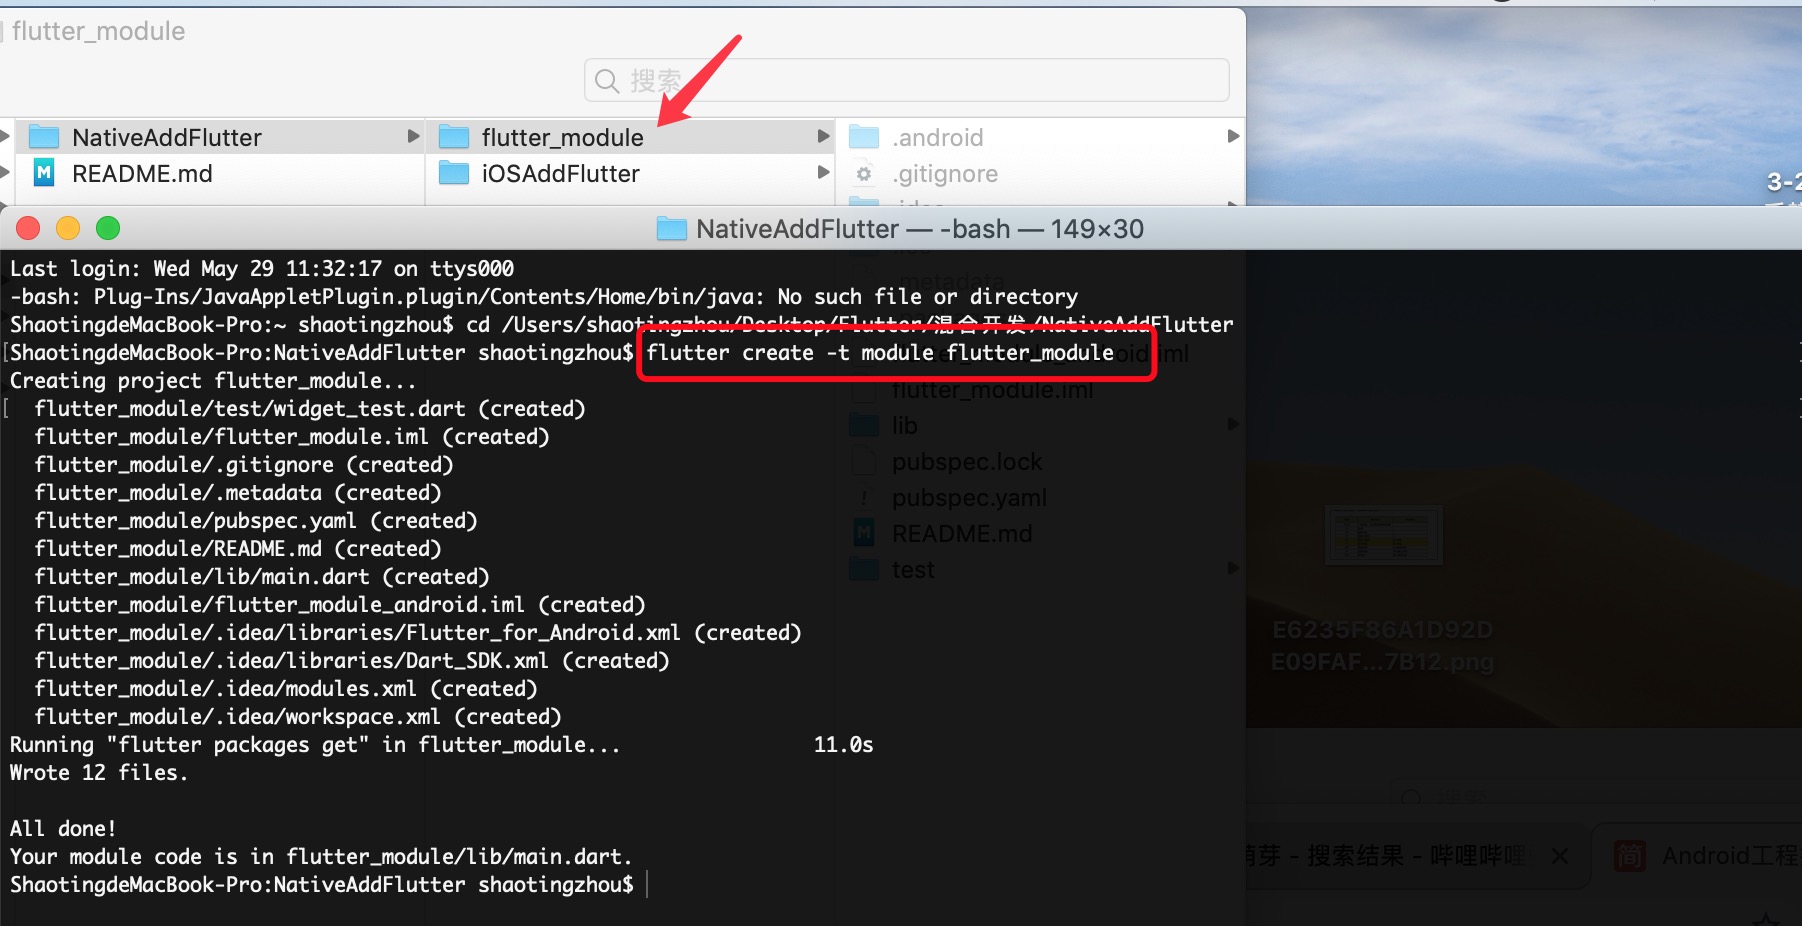 flutter_module
搜索
NativeAddFlutter
flutter_module
.android
README.md
iOSAddFlutter
.gitignore
.idea
3-2
NativeAddFlutter — -bash — 149×30
Last login: Wed May 29 11:32:17 on ttys000
.metadata
-bash: Plug-Ins/JavaAppletPlugin.plugin/Contents/Home/bin/java: No such file or directory
ShaotingdeMacBook-Pro:~ shaotingzhou$ cd /Users/shaotingzhou/Desktop/Flutter/混合开发/NativeAddFlutter
[ShaotingdeMacBook-Pro:NativeAddFlutter shaotingzhou$ flutter create -t module flutter_module
Creating project flutter_module...
flutter_module.iml
[  flutter_module/test/widget_test.dart (created)
lib
flutter_module/flutter_module.iml (created)
flutter_module/.gitignore (created)
pubspec.lock
flutter_module/.metadata (created)
pubspec.yaml
flutter_module/pubspec.yaml (created)
README.md
flutter_module/README.md (created)
test
flutter_module/lib/main.dart (created)
flutter_module/flutter_module_android.iml (created)
E6235F86A1D92D
flutter_module/.idea/libraries/Flutter_for_Android.xml (created)
E09FAF...7B12.png
flutter_module/.idea/libraries/Dart_SDK.xml (created)
flutter_module/.idea/modules.xml (created)
flutter_module/.idea/workspace.xml (created)
Running "flutter packages get" in flutter_module... 11.0s
Wrote 12 files.
搜索
All done!
Your module code is in flutter_module/lib/main.dart.
萌芽 - 搜索结果 - 哔哩哔哩
简 Android工程
ShaotingdeMacBook-Pro:NativeAddFlutter shaotingzhou$